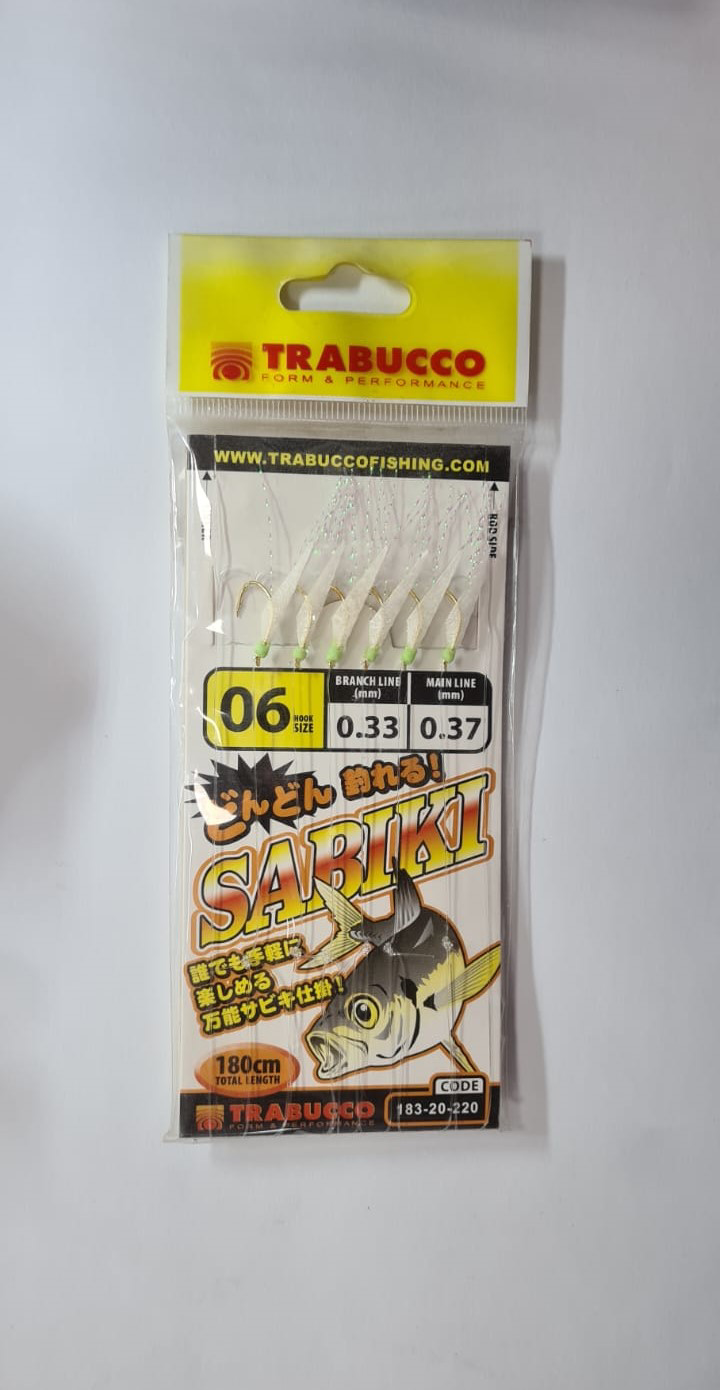 TRABUCCO
FORM & PERFORMANCE
WWW.TRABUCCOFISHING.COM
ROD SIDE
06 HOOK SIZE
BRANCH LINE (mm)
0.33
MAIN LINE (mm)
0.37
どんどん 釣れる!
SABIKI
誰でも手軽に
楽しめる
万能サビキ仕掛!
180cm
TOTAL LENGTH
CODE
183-20-220
TRABUCCO
FORM & PERFORMANCE